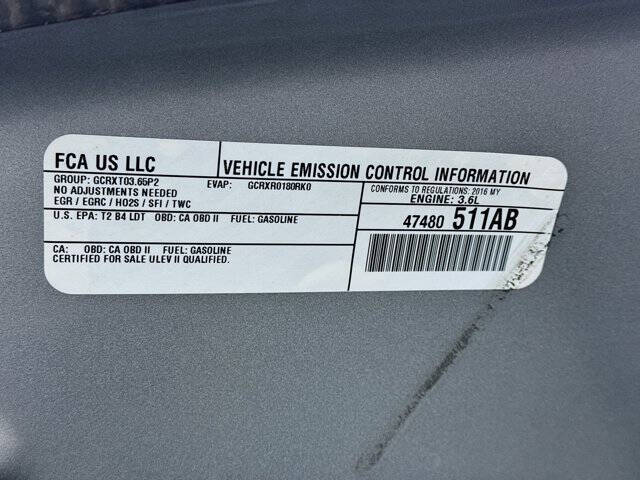 FCA US LLC
VEHICLE EMISSION CONTROL INFORMATION
GROUP: GCRXT03.65P2 EVAP: GCRXR0180RK0
NO ADJUSTMENTS NEEDED
EGR / EGRC / HO2S / SFI / TWC
CONFORMS TO REGULATIONS: 2016 MY
ENGINE: 3.6L
U.S. EPA: T2 B4 LDT OBD: CA OBD II FUEL: GASOLINE
47480 511AB
CA: OBD: CA OBD II FUEL: GASOLINE
CERTIFIED FOR SALE ULEV II QUALIFIED.